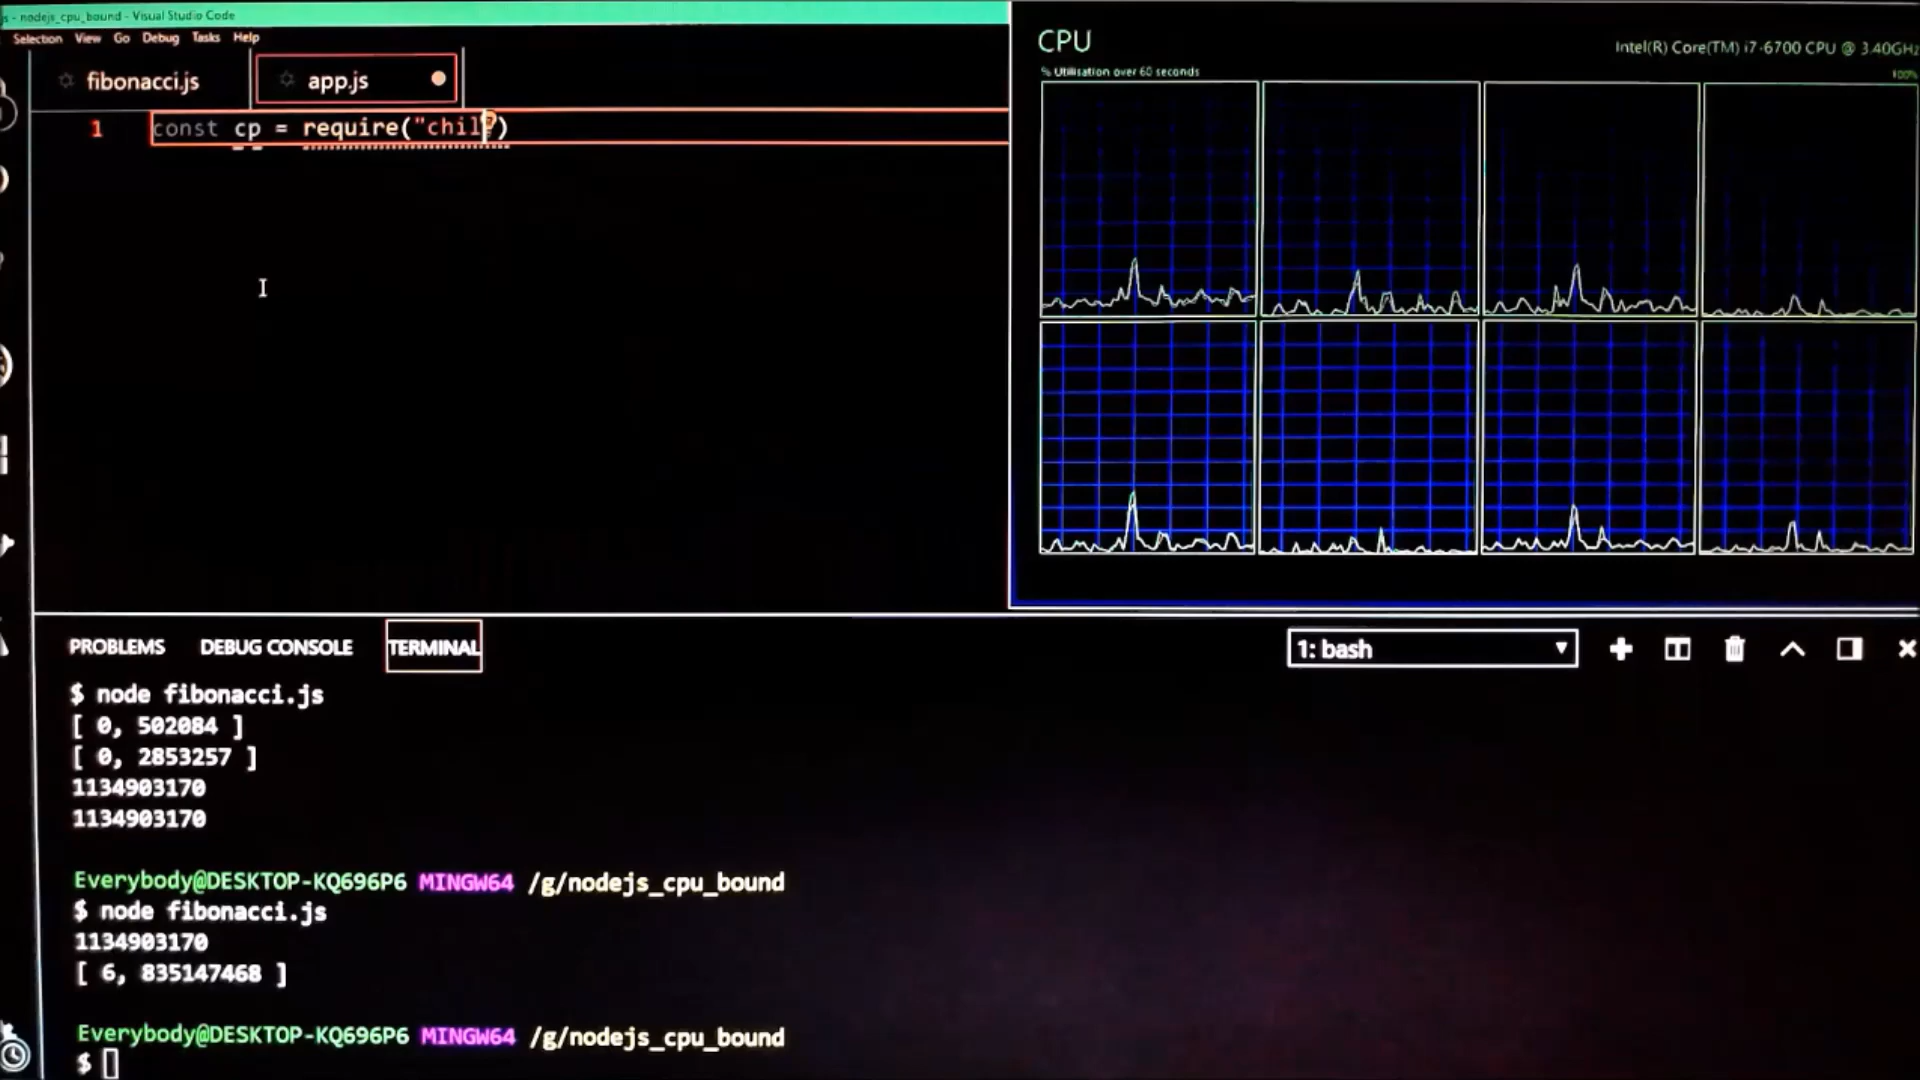 js - nodejs_cpu_bound - Visual Studio Code
Selection View Go Debug Tasks Help
fibonacci.js
app.js
1 const cp = require("chil")
CPU
Intel(R) Core(TM) i7-6700 CPU @ 3.40GHz
% Utilisation over 60 seconds
100%
PROBLEMS DEBUG CONSOLE TERMINAL
1: bash
$ node fibonacci.js
[ 0, 502084 ]
[ 0, 2853257 ]
1134903170
1134903170
Everybody@DESKTOP-KQ696P6 MINGW64 /g/nodejs_cpu_bound
$ node fibonacci.js
1134903170
[ 6, 835147468 ]
Everybody@DESKTOP-KQ696P6 MINGW64 /g/nodejs_cpu_bound
$